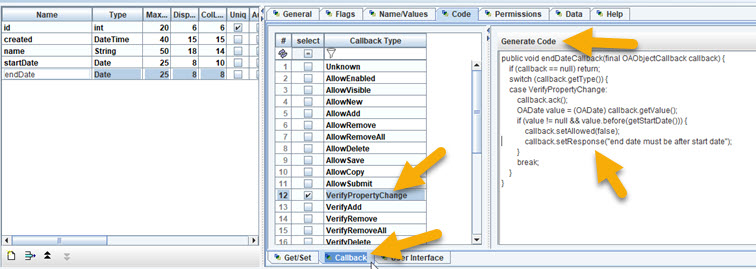 Name Type Max... Disp... ColL... Uniq As
id int 20 6 6
created DateTime 40 15 15
name String 50 18 14
startDate Date 25 8 10
endDate Date 25 8 8
General Flags Name/Values Code Permissions Data Help
# select Callback Type
1 Unknown
2 AllowEnabled
3 AllowVisible
4 AllowNew
5 AllowAdd
6 AllowRemove
7 AllowRemoveAll
8 AllowDelete
9 AllowSave
10 AllowCopy
11 AllowSubmit
12 VerifyPropertyChange
13 VerifyAdd
14 VerifyRemove
15 VerifyRemoveAll
16 VerifyDelete
Get/Set Callback User Interface
Generate Code
public void endDateCallback(final OAObjectCallback callback) {
if (callback == null) return;
switch (callback.getType()) {
case VerifyPropertyChange:
callback.ack();
OADate value = (OADate) callback.getValue();
if (value != null && value.before(getStartDate())) {
callback.setAllowed(false);
callback.setResponse("end date must be after start date");
}
break;
}
}